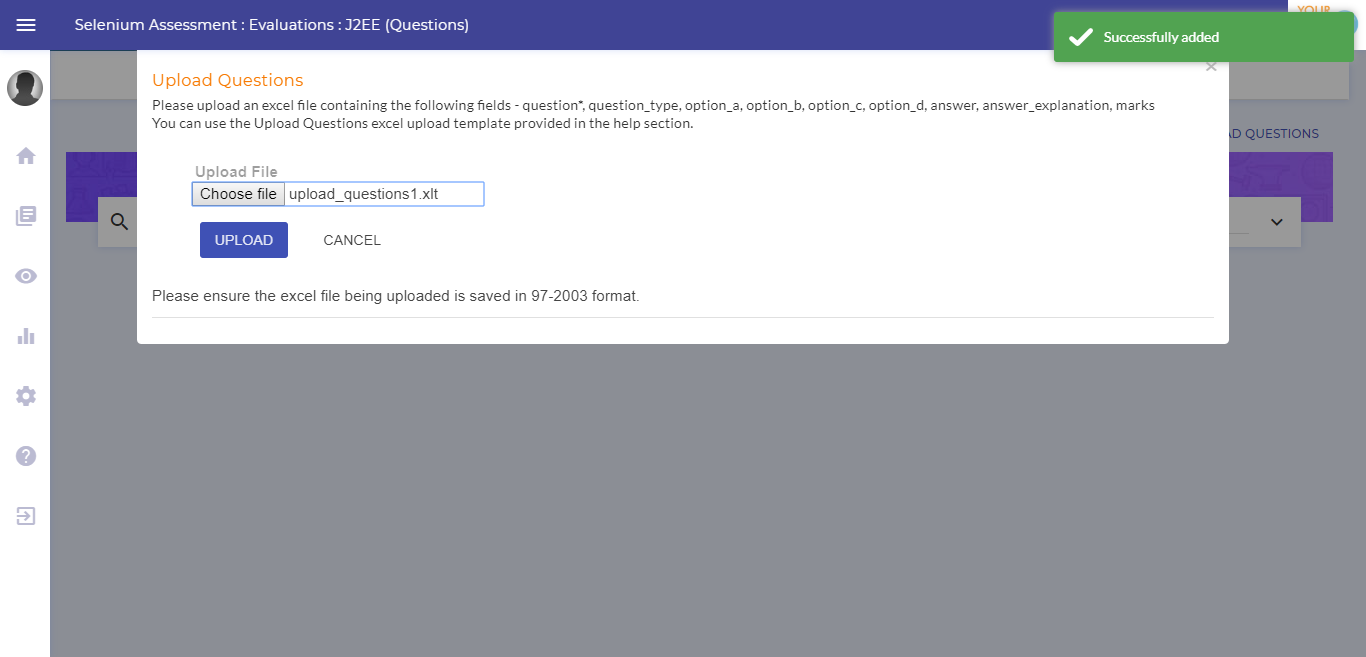 Selenium Assessment : Evaluations : J2EE (Questions)
YOUR
Successfully added
Upload Questions
Please upload an excel file containing the following fields - question*, question_type, option_a, option_b, option_c, option_d, answer, answer_explanation, marks
You can use the Upload Questions excel upload template provided in the help section.
AD QUESTIONS
Upload File
Choose file upload_questions1.xlt
UPLOAD CANCEL
Please ensure the excel file being uploaded is saved in 97-2003 format.